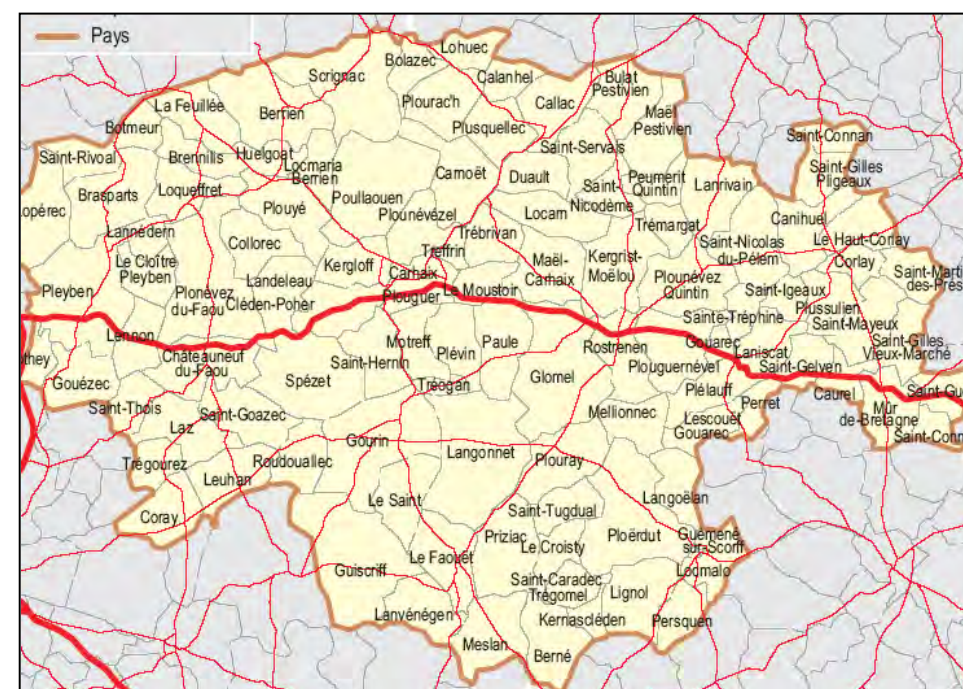 Pays
Lohuec
Bolazec
Scrignac
Calanhel
Bulat
Pestivien
La Feuillée
Berrien
Plourac'h
Callac
Maël
Pestivien
Botmeur
Plusquellec
Saint-Connan
Saint-Rivoal
Brennilis
Huelgoat
Locmaria
Berrien
Saint-Servais
Saint-Gilles
Pligeaux
Brasparts
Loqueffret
Poullaouen
Carnoët
Duault
Saint-
Nicodème
Peumerit
Quintin
Lanrivain
opérec
Plouyé
Plounévézel
Locarn
Trémargat
Canihuel
Lannédern
Collorec
Trébrivan
Saint-Nicolas
du-Pélem
Le Haut-Corlay
Corlay
Le Cloître
Pleyben
Kergloff
Treffrin
Maël-
Carhaix
Kergrist-
Moëlou
Saint-Marti
des-Prés
Pleyben
Plonévez
du-Faou
Landeleau
Cléden-Poher
Carhaix
Plouguer
Le Moustoir
Plounévez
Quintin
Saint-Igeaux
Plussulien
Sainte-Tréphine
Saint-Mayeux
Lennon
Motreff
Paule
Rostrenen
Gouarec
Laniscat
Saint-Gilles
Vieux-Marché
othey
Gouézec
Châteauneuf
du-Faou
Spézet
Saint-Hernin
Plévin
Glomel
Plouguernével
Saint-Gelven
Tréogan
Plélauff
Perret
Caurel
Saint-Gue
Saint-Thois
Saint-Goazec
Mellionnec
Lescouët
Gouarec
Mûr
de-Bretagne
Laz
Gourin
Saint-Conn
Trégourez
Roudouallec
Langonnet
Plouray
Leuhan
Le Saint
Langoëlan
Coray
Saint-Tugdual
Priziac
Le Croisty
Ploërdut
Guémené
sur-Scorff
Guiscriff
Le Faouët
Saint-Caradec
Trégomel
Lignol
Locmalo
Lanvénégen
Kernascléden
Persquen
Meslan
Berné